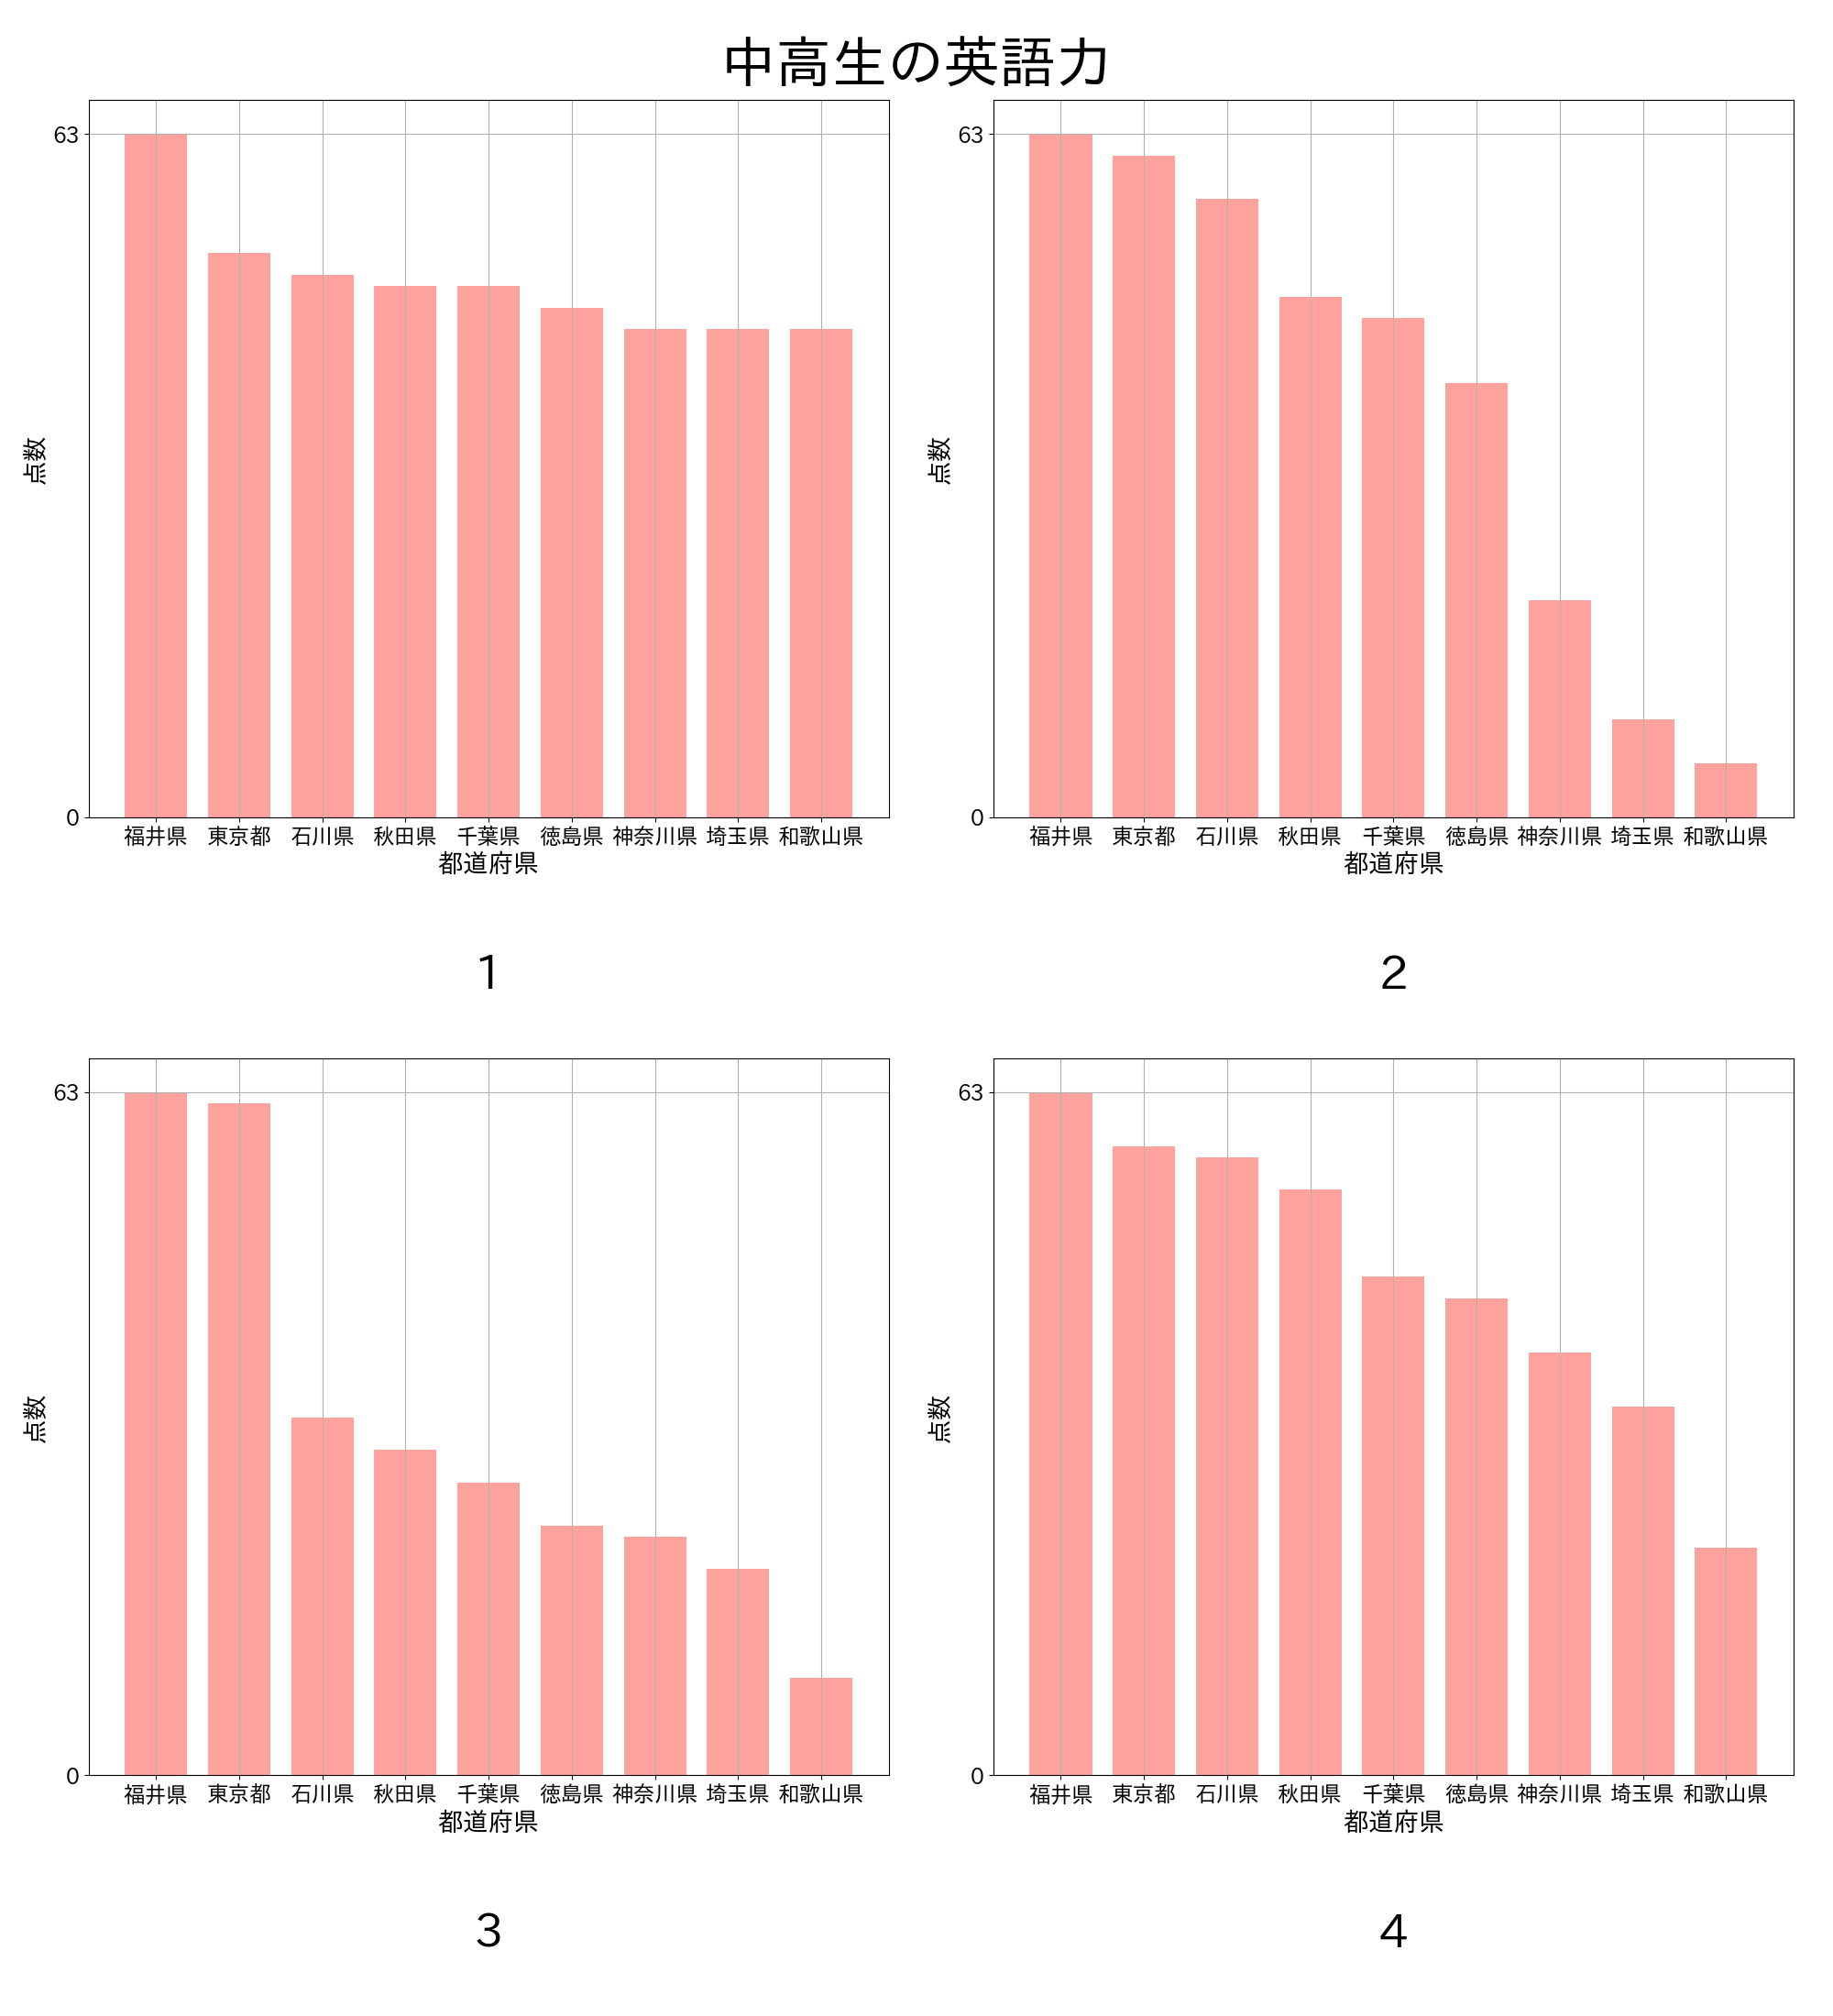 中高生の英語力
63
0
点数
福井県 東京都 石川県 秋田県 千葉県 徳島県 神奈川県 埼玉県 和歌山県
都道府県
1
63
0
点数
福井県 東京都 石川県 秋田県 千葉県 徳島県 神奈川県 埼玉県 和歌山県
都道府県
2
63
0
点数
福井県 東京都 石川県 秋田県 千葉県 徳島県 神奈川県 埼玉県 和歌山県
都道府県
3
63
0
点数
福井県 東京都 石川県 秋田県 千葉県 徳島県 神奈川県 埼玉県 和歌山県
都道府県
4